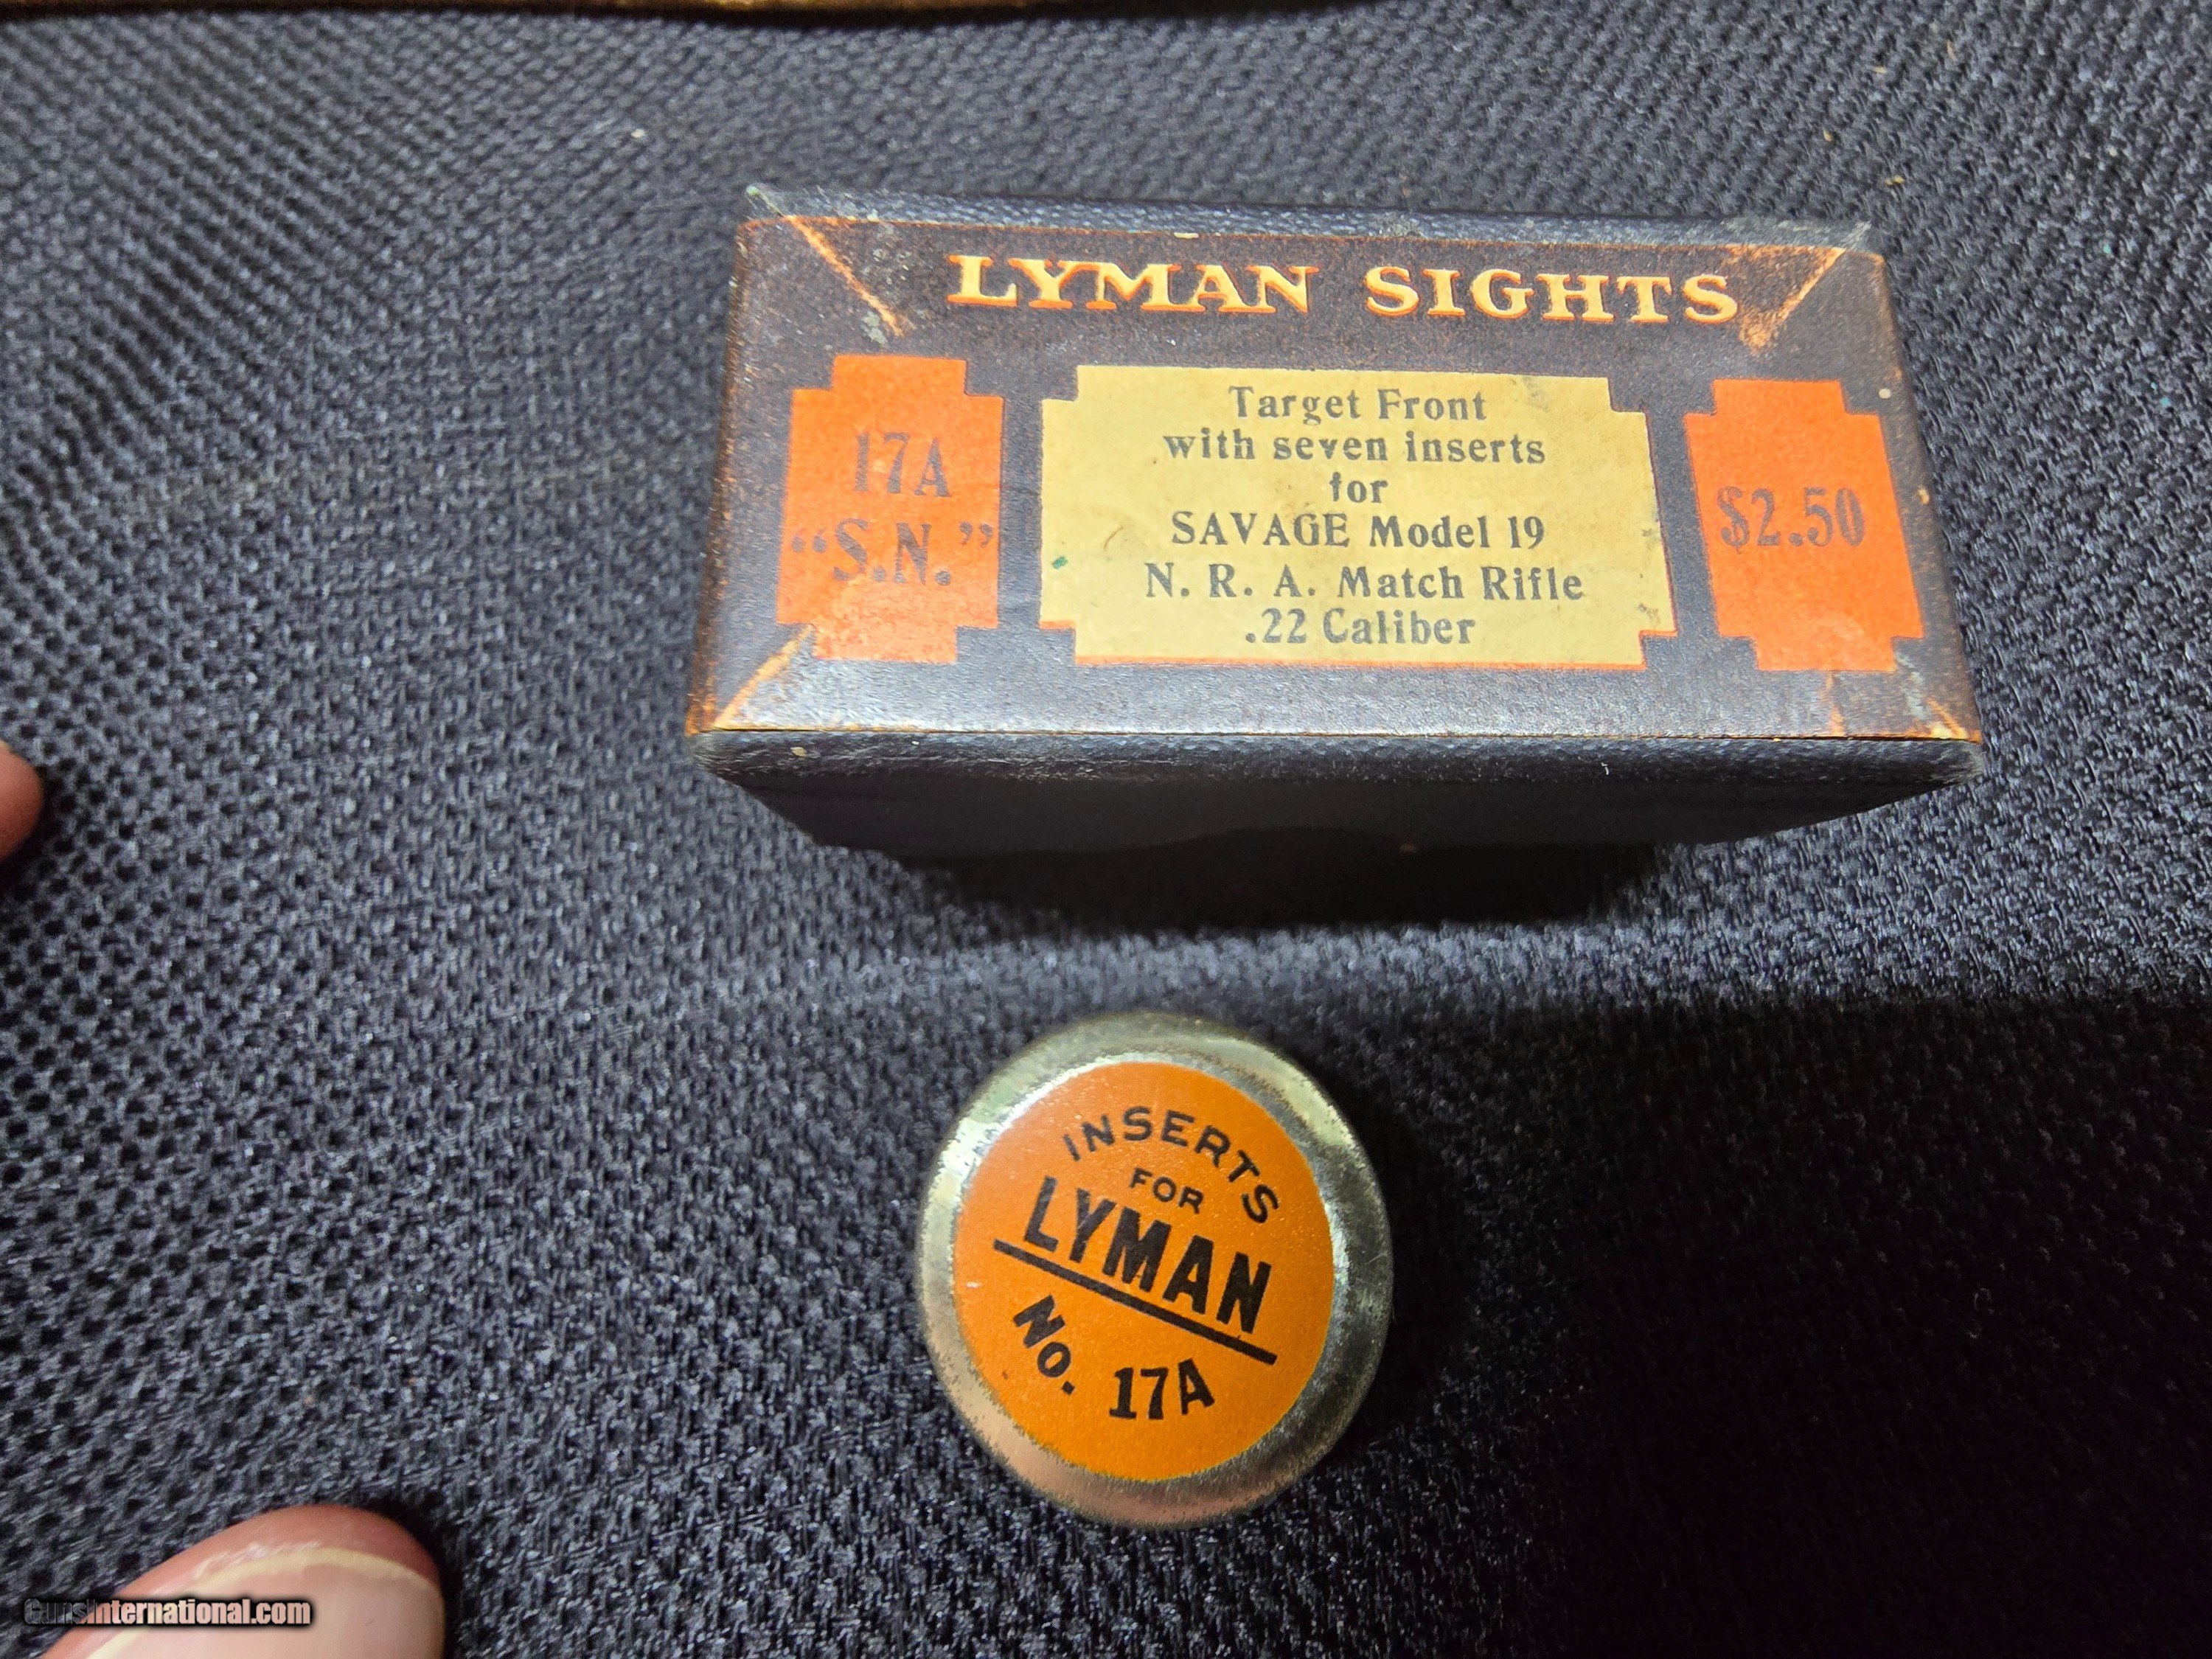 LYMAN SIGHTS
17A
"S.N."
Target Front
with seven inserts
for
SAVAGE Model 19
N. R. A. Match Rifle
.22 Caliber
$2.50
INSERTS
FOR
LYMAN
No. 17A
GunsInternational.com